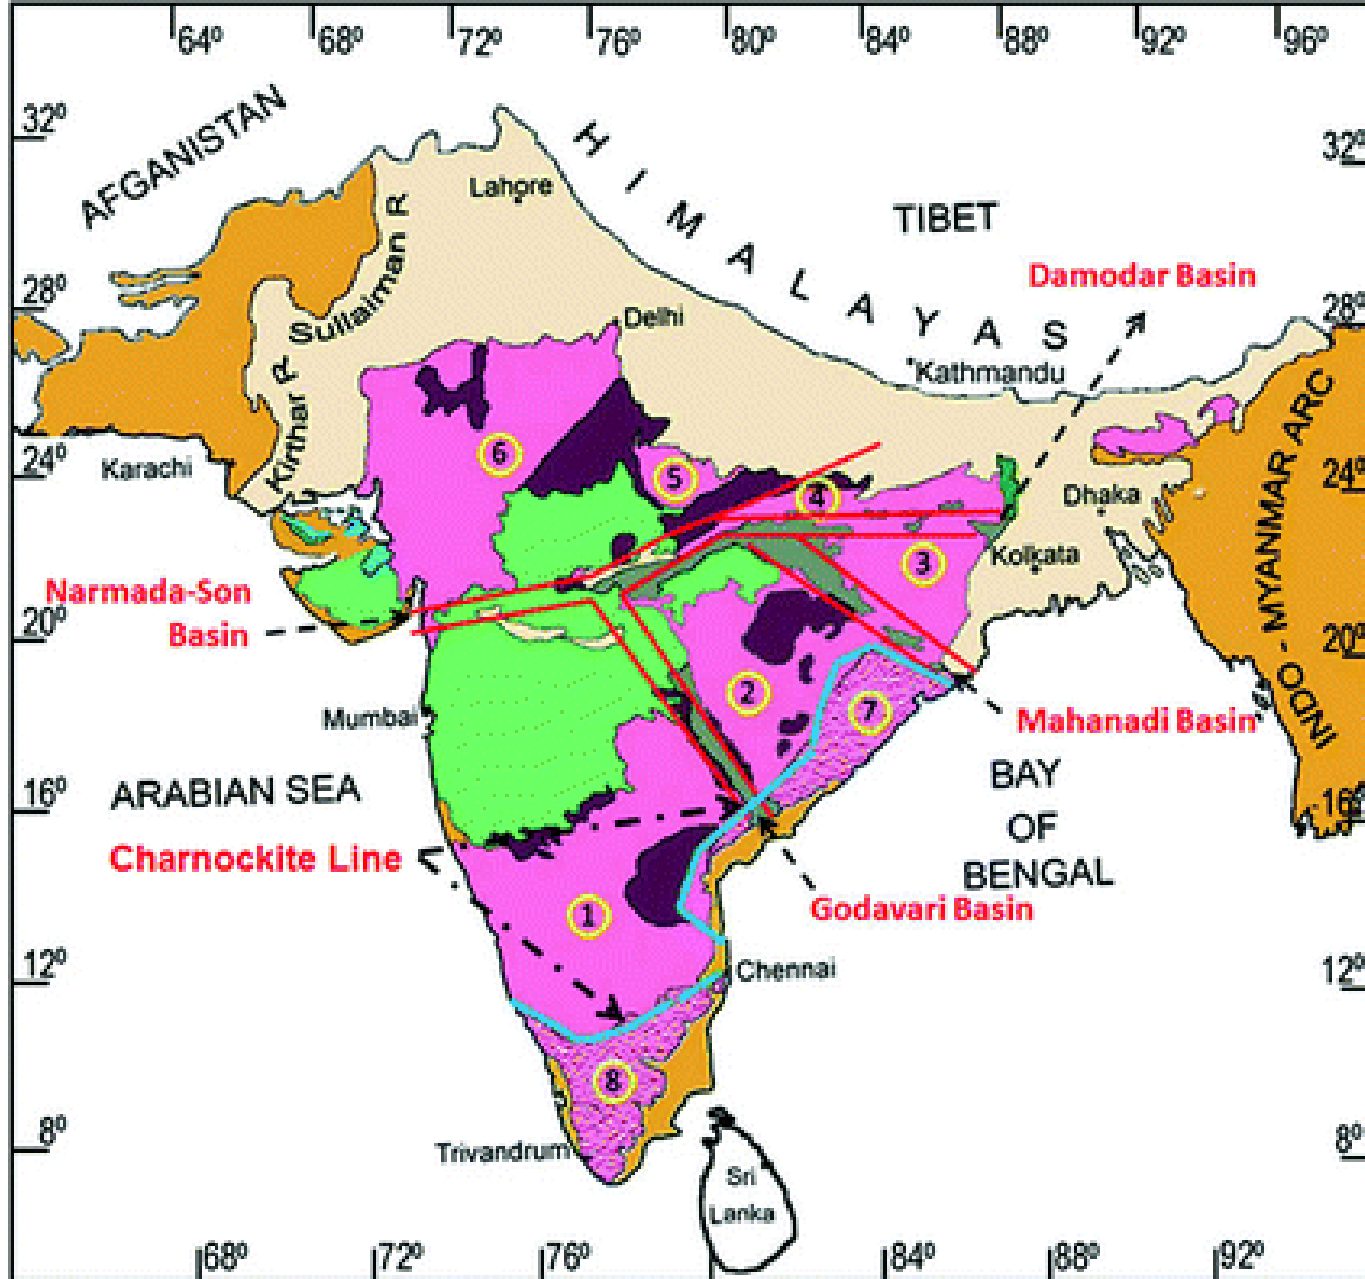 64⁰ 68⁰ 72⁰ 76⁰ 80⁰ 84⁰ 88⁰ 92⁰ 96⁰
32⁰ 32⁰
AFGANISTAN
HIMALAYAS
Lahore
TIBET
Sullaiman R
Damodar Basin
28⁰ 28⁰
Delhi
Kathmandu
Kirthar R
INDO - MYANMAR ARC
24⁰ 24⁰
Karachi
6
5
4
Dhaka
Kolkata
3
Narmada-Son
Basin
20⁰ 20⁰
2
7
Mumbai
Mahanadi Basin
ARABIAN SEA
BAY
OF
BENGAL
16⁰ 16⁰
Charnockite Line
1
Godavari Basin
12⁰ 12⁰
Chennai
8
8⁰ 8⁰
Trivandrum
Sri
Lanka
68⁰ 72⁰ 76⁰ 84⁰ 88⁰ 92⁰